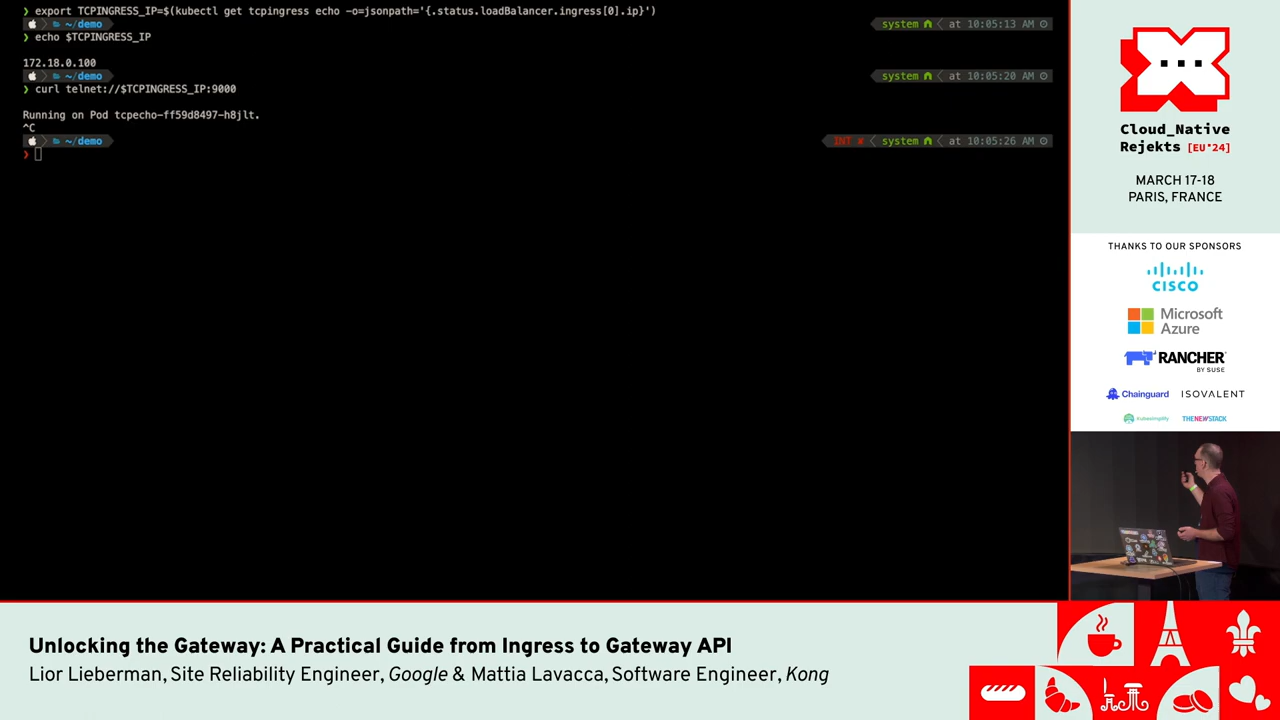 ❯ export TCPINGRESS_IP=$(kubectl get tcpingress echo -o=jsonpath='{.status.loadBalancer.ingress[0].ip}')
~/demo system at 10:05:13 AM
❯ echo $TCPINGRESS_IP
172.18.0.100
~/demo system at 10:05:20 AM
❯ curl telnet://$TCPINGRESS_IP:9000
Running on Pod tcpecho-ff59d8497-h8jlt.
^C
~/demo INT ✘ system at 10:05:26 AM
❯
Cloud_Native
Rejekts [EU'24]
MARCH 17-18
PARIS, FRANCE
THANKS TO OUR SPONSORS
CISCO
Microsoft
Azure
RANCHER
BY SUSE
Chainguard ISOVALENT
Kubesimplify THENEWSTACK
Unlocking the Gateway: A Practical Guide from Ingress to Gateway API
Lior Lieberman, Site Reliability Engineer, Google & Mattia Lavacca, Software Engineer, Kong